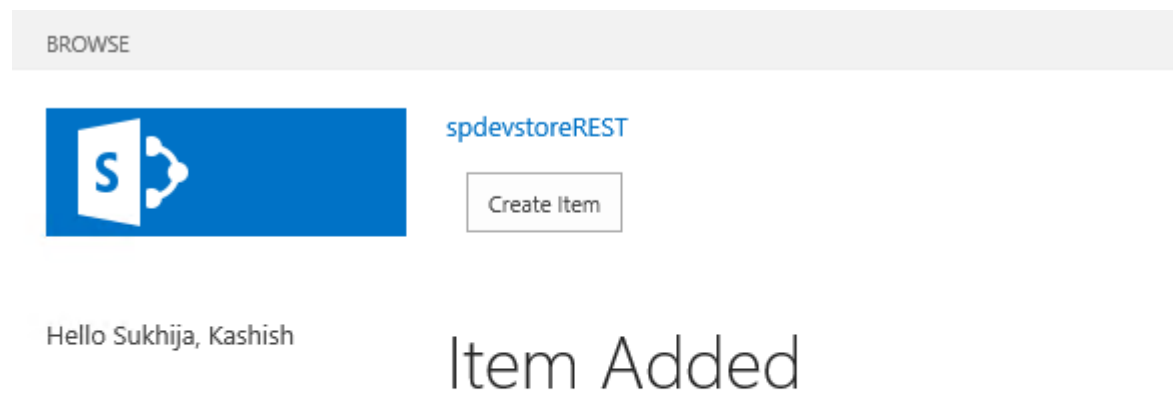 BROWSE
S
spdevstoreREST
Create Item
Hello Sukhija, Kashish
Item Added